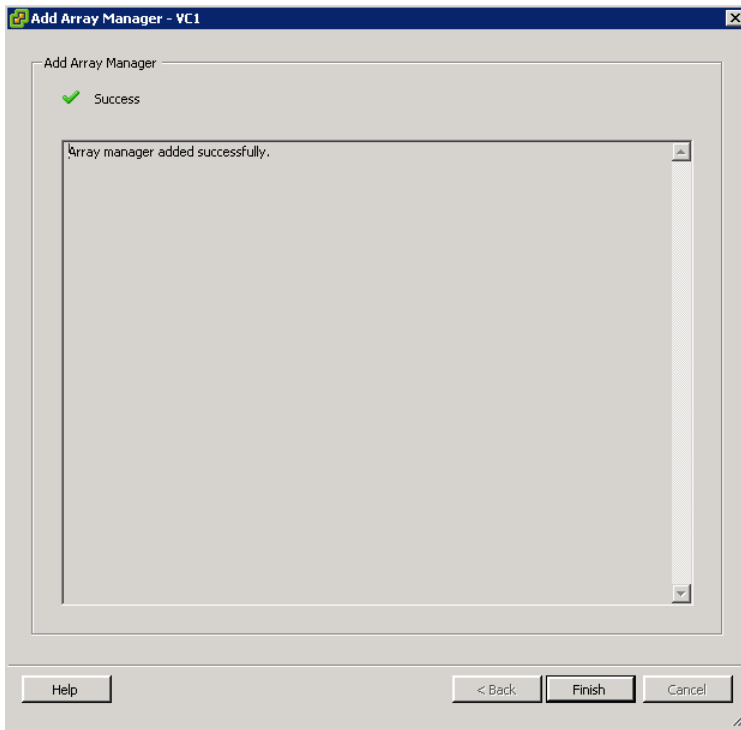 Add Array Manager - VC1
Add Array Manager
Success
Array manager added successfully.
Help
< Back
Finish
Cancel